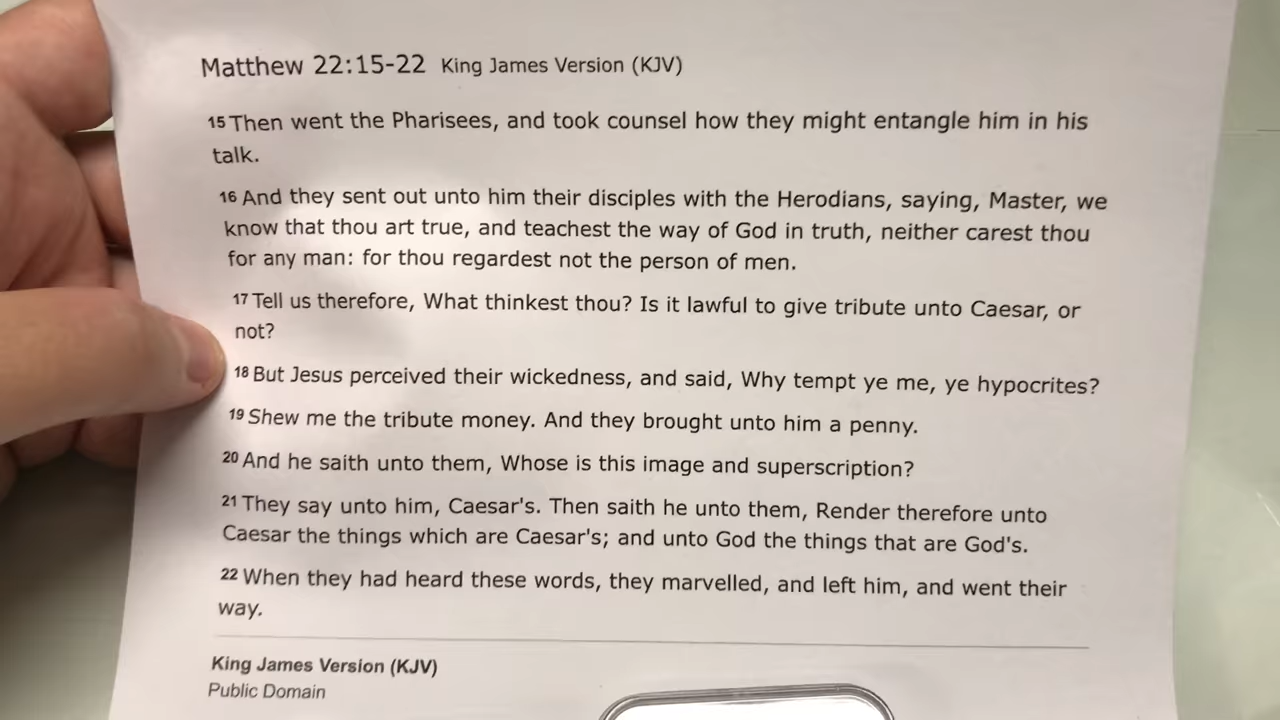 Matthew 22:15-22 King James Version (KJV)
15 Then went the Pharisees, and took counsel how they might entangle him in his
talk.
16 And they sent out unto him their disciples with the Herodians, saying, Master, we
know that thou art true, and teachest the way of God in truth, neither carest thou
for any man: for thou regardest not the person of men.
17 Tell us therefore, What thinkest thou? Is it lawful to give tribute unto Caesar, or
not?
18 But Jesus perceived their wickedness, and said, Why tempt ye me, ye hypocrites?
19 Shew me the tribute money. And they brought unto him a penny.
20 And he saith unto them, Whose is this image and superscription?
21 They say unto him, Caesar's. Then saith he unto them, Render therefore unto
Caesar the things which are Caesar's; and unto God the things that are God's.
22 When they had heard these words, they marvelled, and left him, and went their
way.
King James Version (KJV)
Public Domain